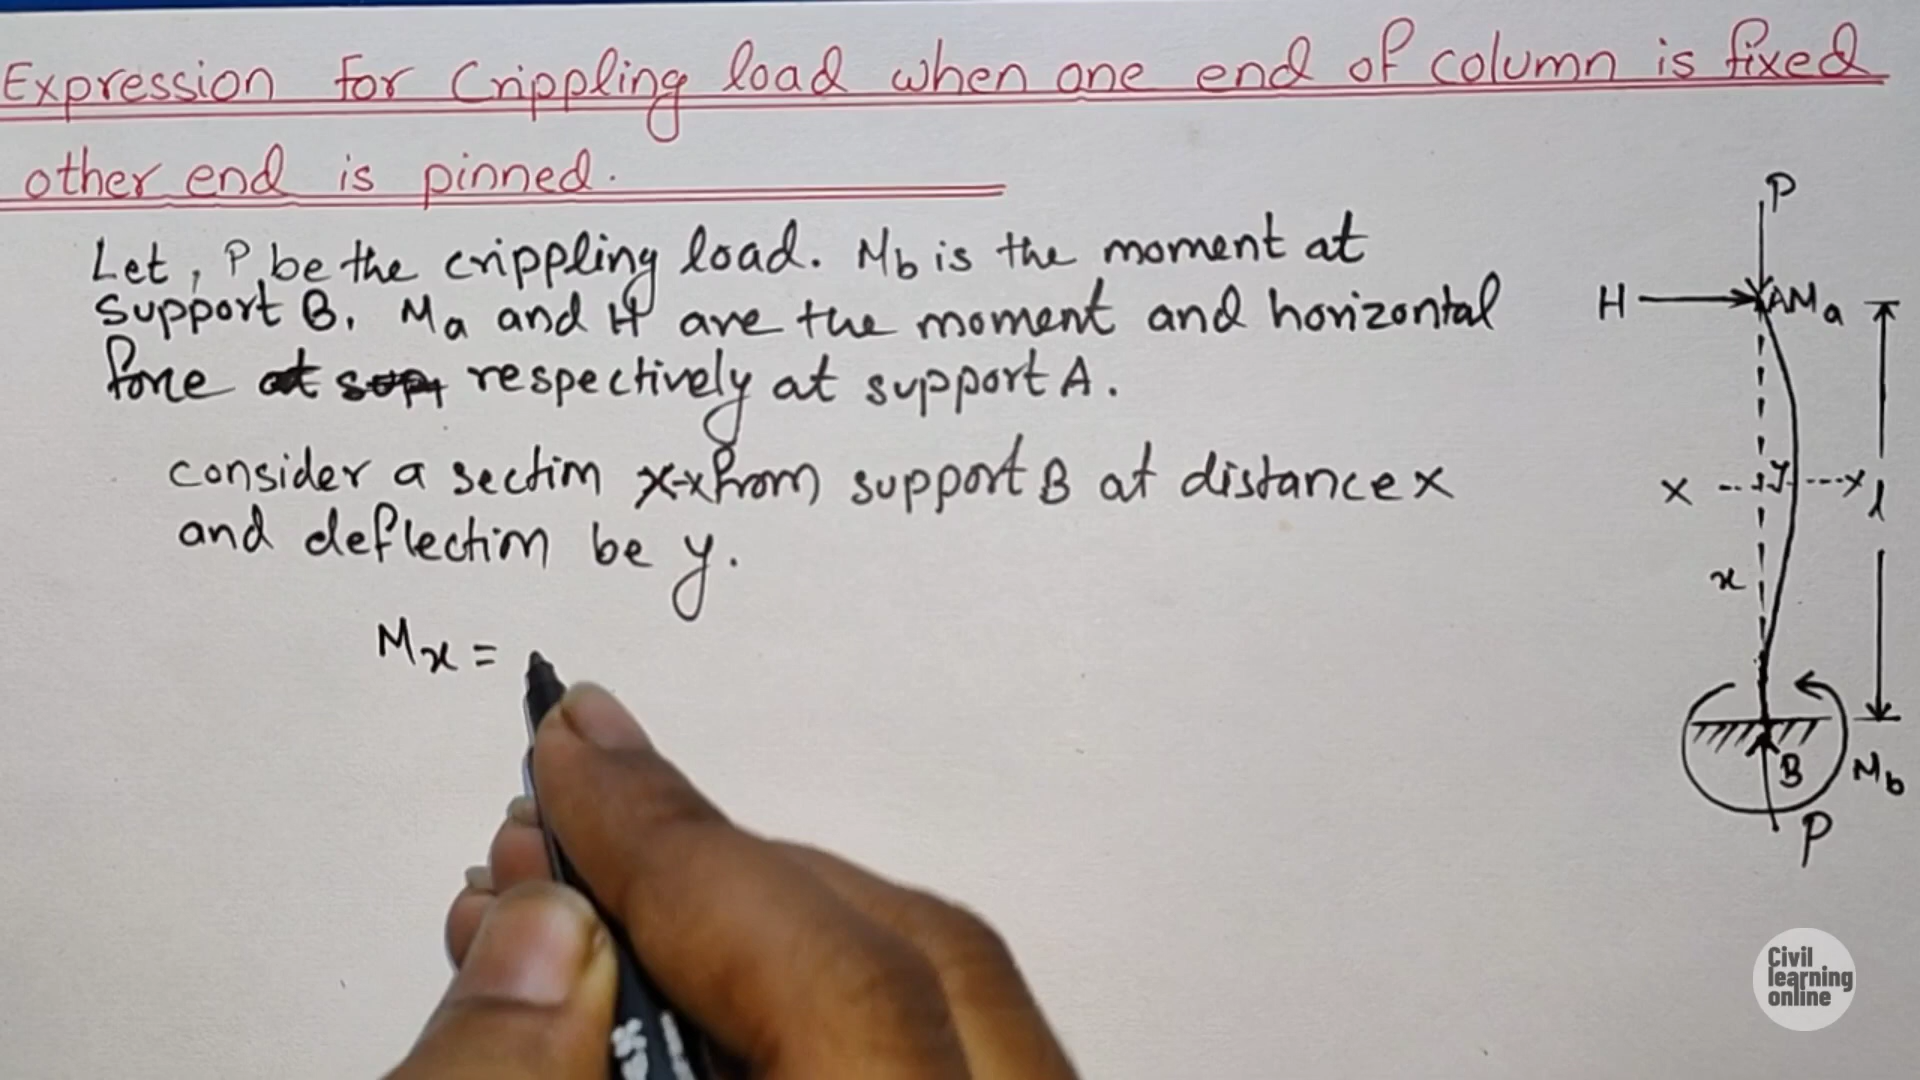 Expression for Crippling load when one end of column is fixed
other end is pinned.
Let, P be the crippling load. Mb is the moment at
support B. Ma and H are the moment and horizontal
force respectively at support A.
consider a section X-X from support B at distance x
and deflection be y.
Mx =
P
H
A Ma
X
y
X
l
x
B
Mb
P
Civil
learning
online